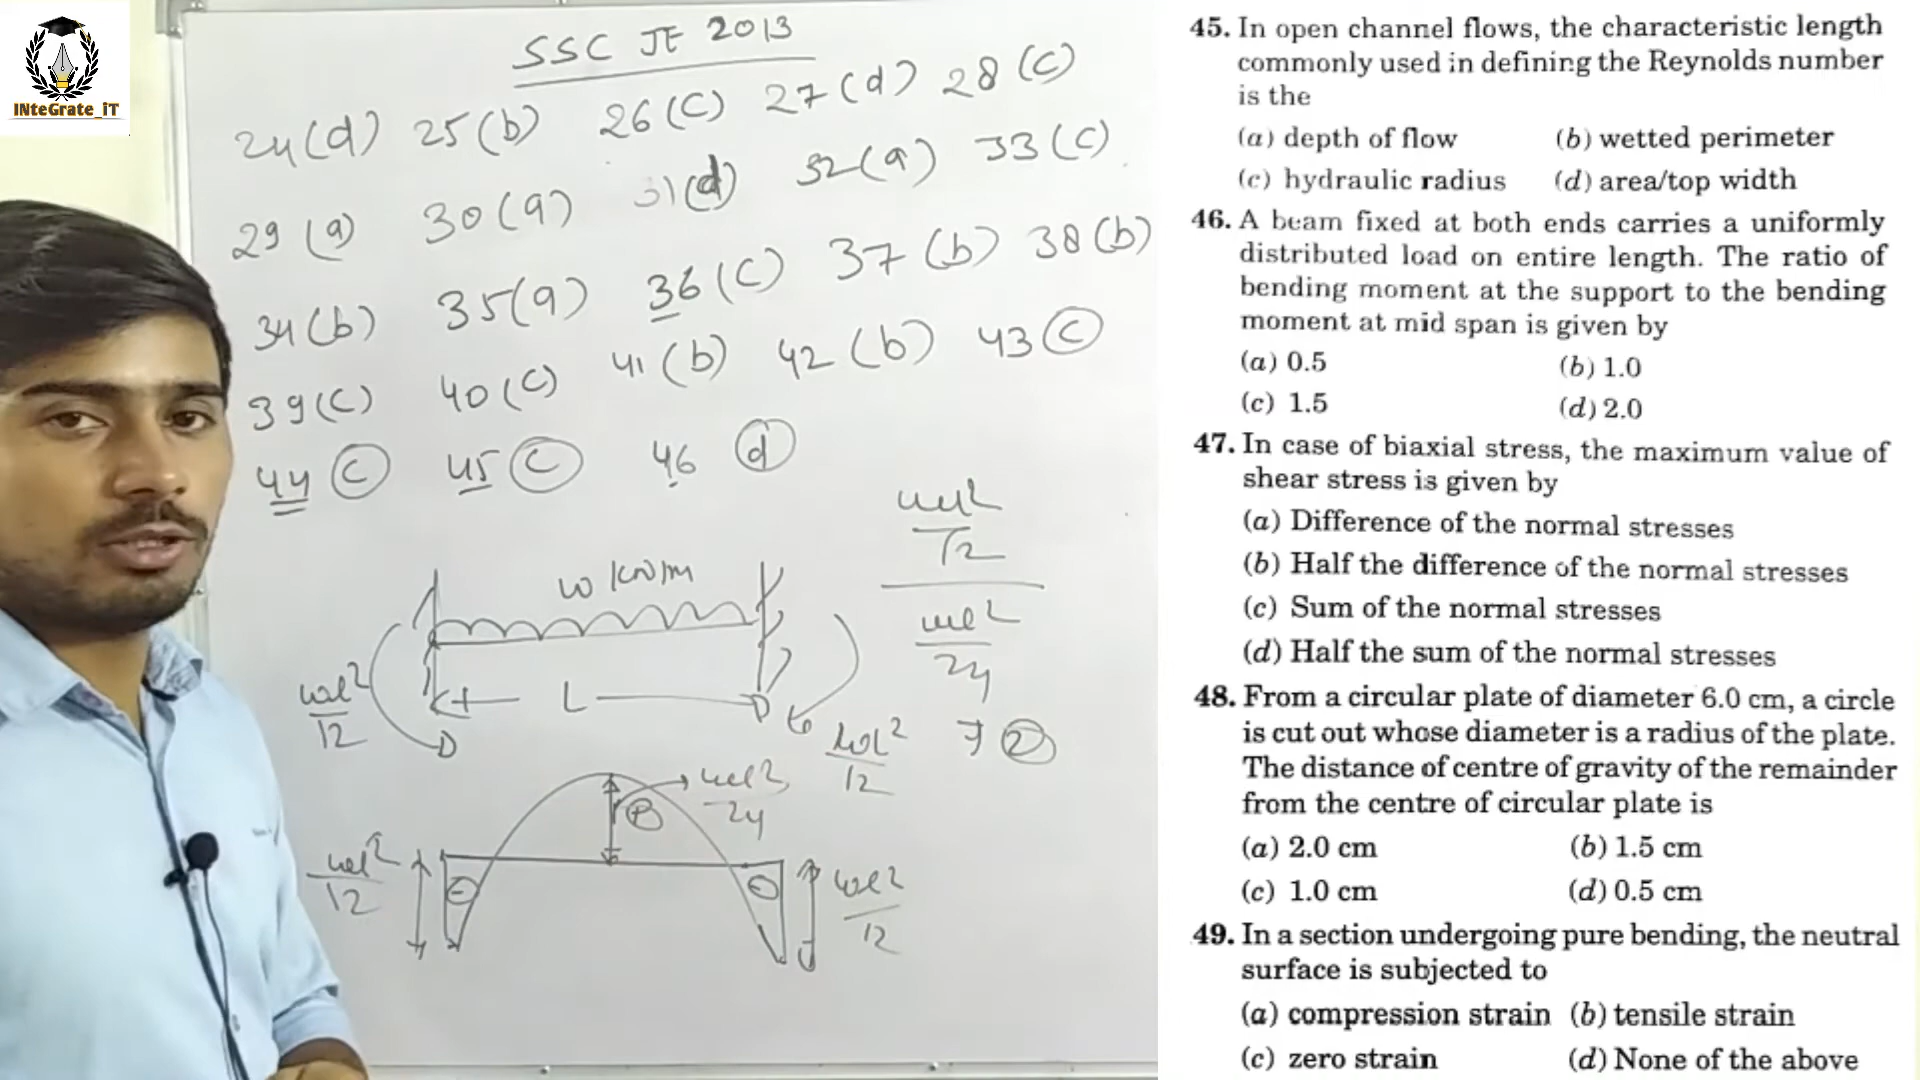 INteGrate_iT
SSC JE 2013
24(d) 25(b) 26(C) 27(d) 28(C)
29(a) 30(a) 31(d) 32(a) 33(C)
34(b) 35(a) 36(C) 37(b) 38(b)
39(C) 40(C) 41(b) 42(b) 43 C
44 C 45 C 46 d
wl²
12
wl²
24
7 2
w kN/m
L
wl²
12
wl²
12
wl²
24
wl²
12
wl²
12
45. In open channel flows, the characteristic length
commonly used in defining the Reynolds number
is the
(a) depth of flow (b) wetted perimeter
(c) hydraulic radius (d) area/top width
46. A beam fixed at both ends carries a uniformly
distributed load on entire length. The ratio of
bending moment at the support to the bending
moment at mid span is given by
(a) 0.5 (b) 1.0
(c) 1.5 (d) 2.0
47. In case of biaxial stress, the maximum value of
shear stress is given by
(a) Difference of the normal stresses
(b) Half the difference of the normal stresses
(c) Sum of the normal stresses
(d) Half the sum of the normal stresses
48. From a circular plate of diameter 6.0 cm, a circle
is cut out whose diameter is a radius of the plate.
The distance of centre of gravity of the remainder
from the centre of circular plate is
(a) 2.0 cm (b) 1.5 cm
(c) 1.0 cm (d) 0.5 cm
49. In a section undergoing pure bending, the neutral
surface is subjected to
(a) compression strain (b) tensile strain
(c) zero strain (d) None of the above